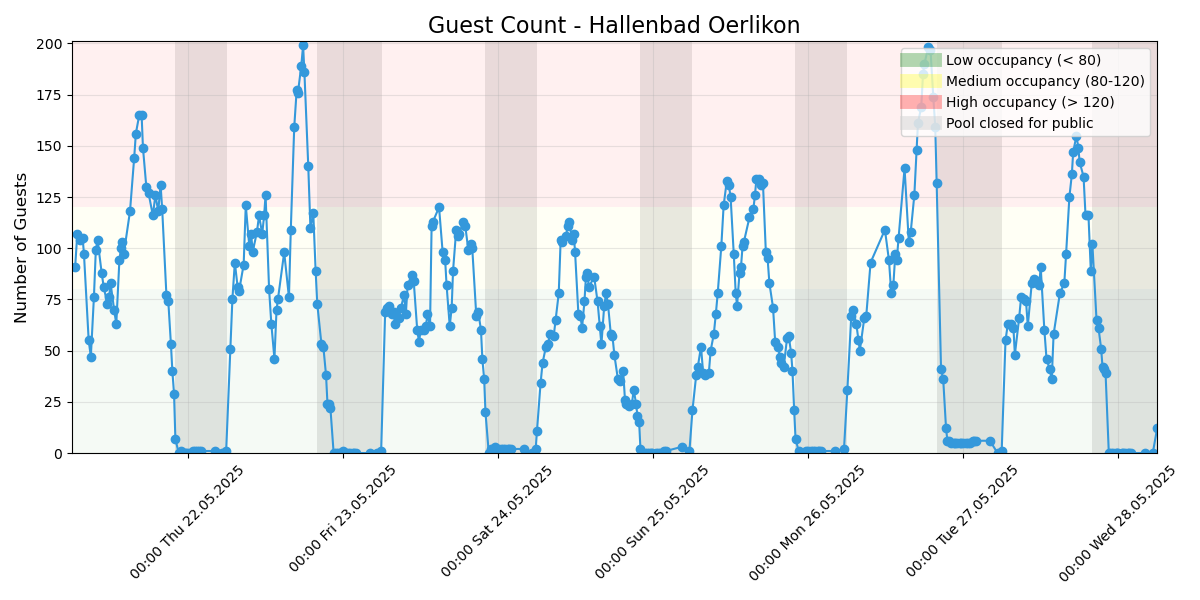 Guest Count - Hallenbad Oerlikon
Number of Guests
200
175
150
125
100
75
50
25
0
Low occupancy (< 80)
Medium occupancy (80-120)
High occupancy (> 120)
Pool closed for public
00:00 Thu 22.05.2025
00:00 Fri 23.05.2025
00:00 Sat 24.05.2025
00:00 Sun 25.05.2025
00:00 Mon 26.05.2025
00:00 Tue 27.05.2025
00:00 Wed 28.05.2025